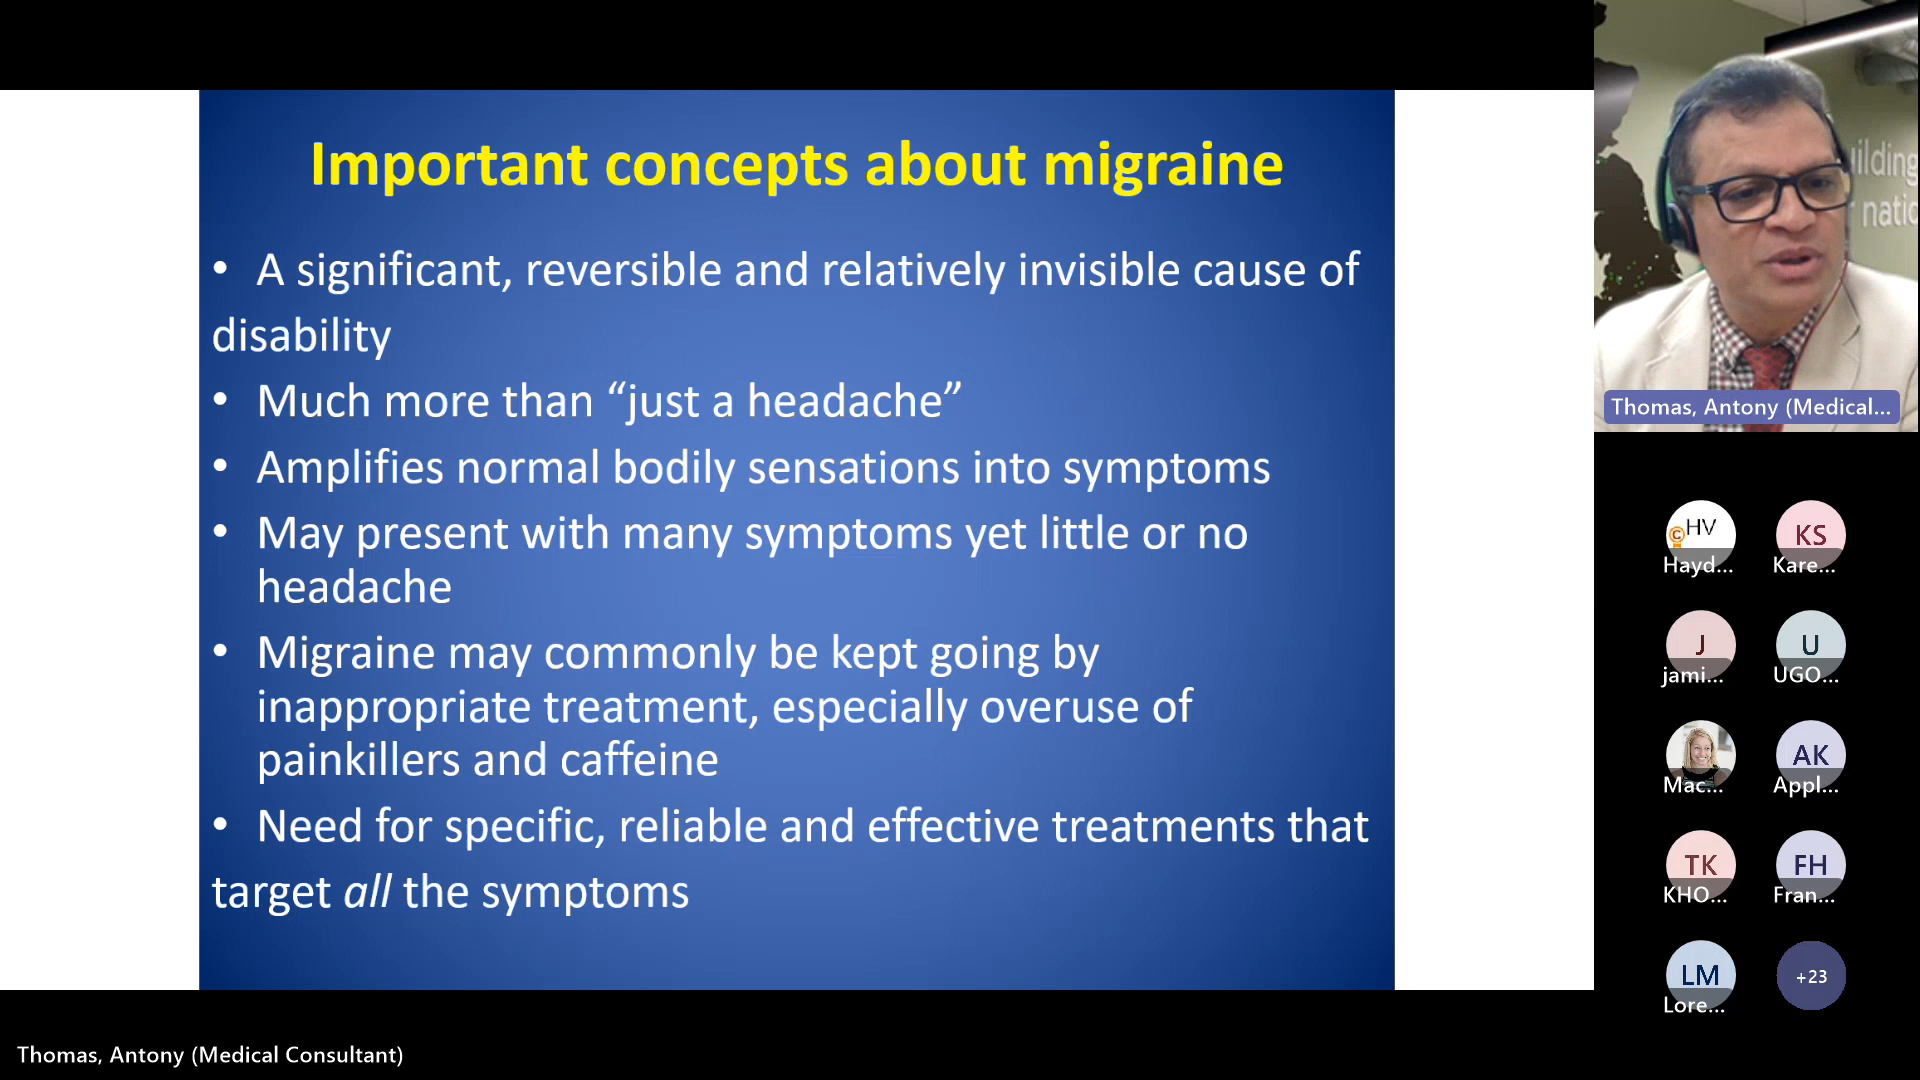 Important concepts about migraine
• A significant, reversible and relatively invisible cause of
disability
• Much more than “just a headache”
• Amplifies normal bodily sensations into symptoms
• May present with many symptoms yet little or no
headache
• Migraine may commonly be kept going by
inappropriate treatment, especially overuse of
painkillers and caffeine
• Need for specific, reliable and effective treatments that
target all the symptoms
ilding
natio
Thomas, Antony (Medical...
HV
Hayd...
KS
Kare...
J
jami...
U
UGO...
Mac...
AK
Appl...
TK
KHO...
FH
Fran...
LM
Lore...
+23
Thomas, Antony (Medical Consultant)